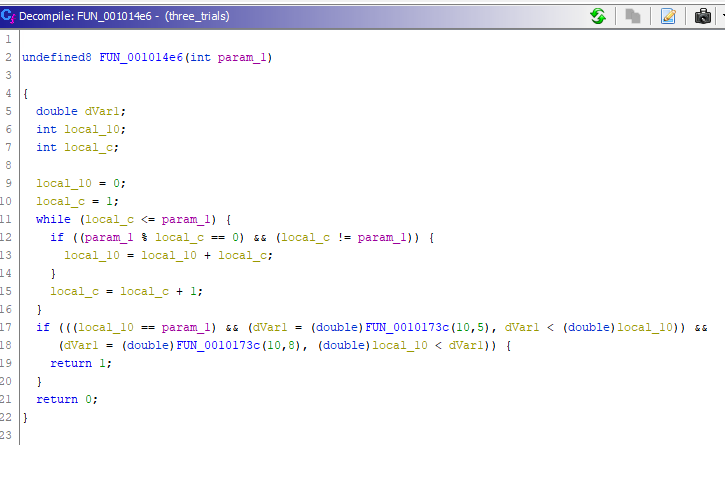 Decompile: FUN_001014e6 - (three_trials)
1
2 undefined8 FUN_001014e6(int param_1)
3
4 {
5   double dVar1;
6   int local_10;
7   int local_c;
8
9   local_10 = 0;
10   local_c = 1;
11   while (local_c <= param_1) {
12     if ((param_1 % local_c == 0) && (local_c != param_1)) {
13       local_10 = local_10 + local_c;
14     }
15     local_c = local_c + 1;
16   }
17   if (((local_10 == param_1) && (dVar1 = (double)FUN_0010173c(10,5), dVar1 < (double)local_10)) &&
18      (dVar1 = (double)FUN_0010173c(10,8), (double)local_10 < dVar1)) {
19     return 1;
20   }
21   return 0;
22 }
23